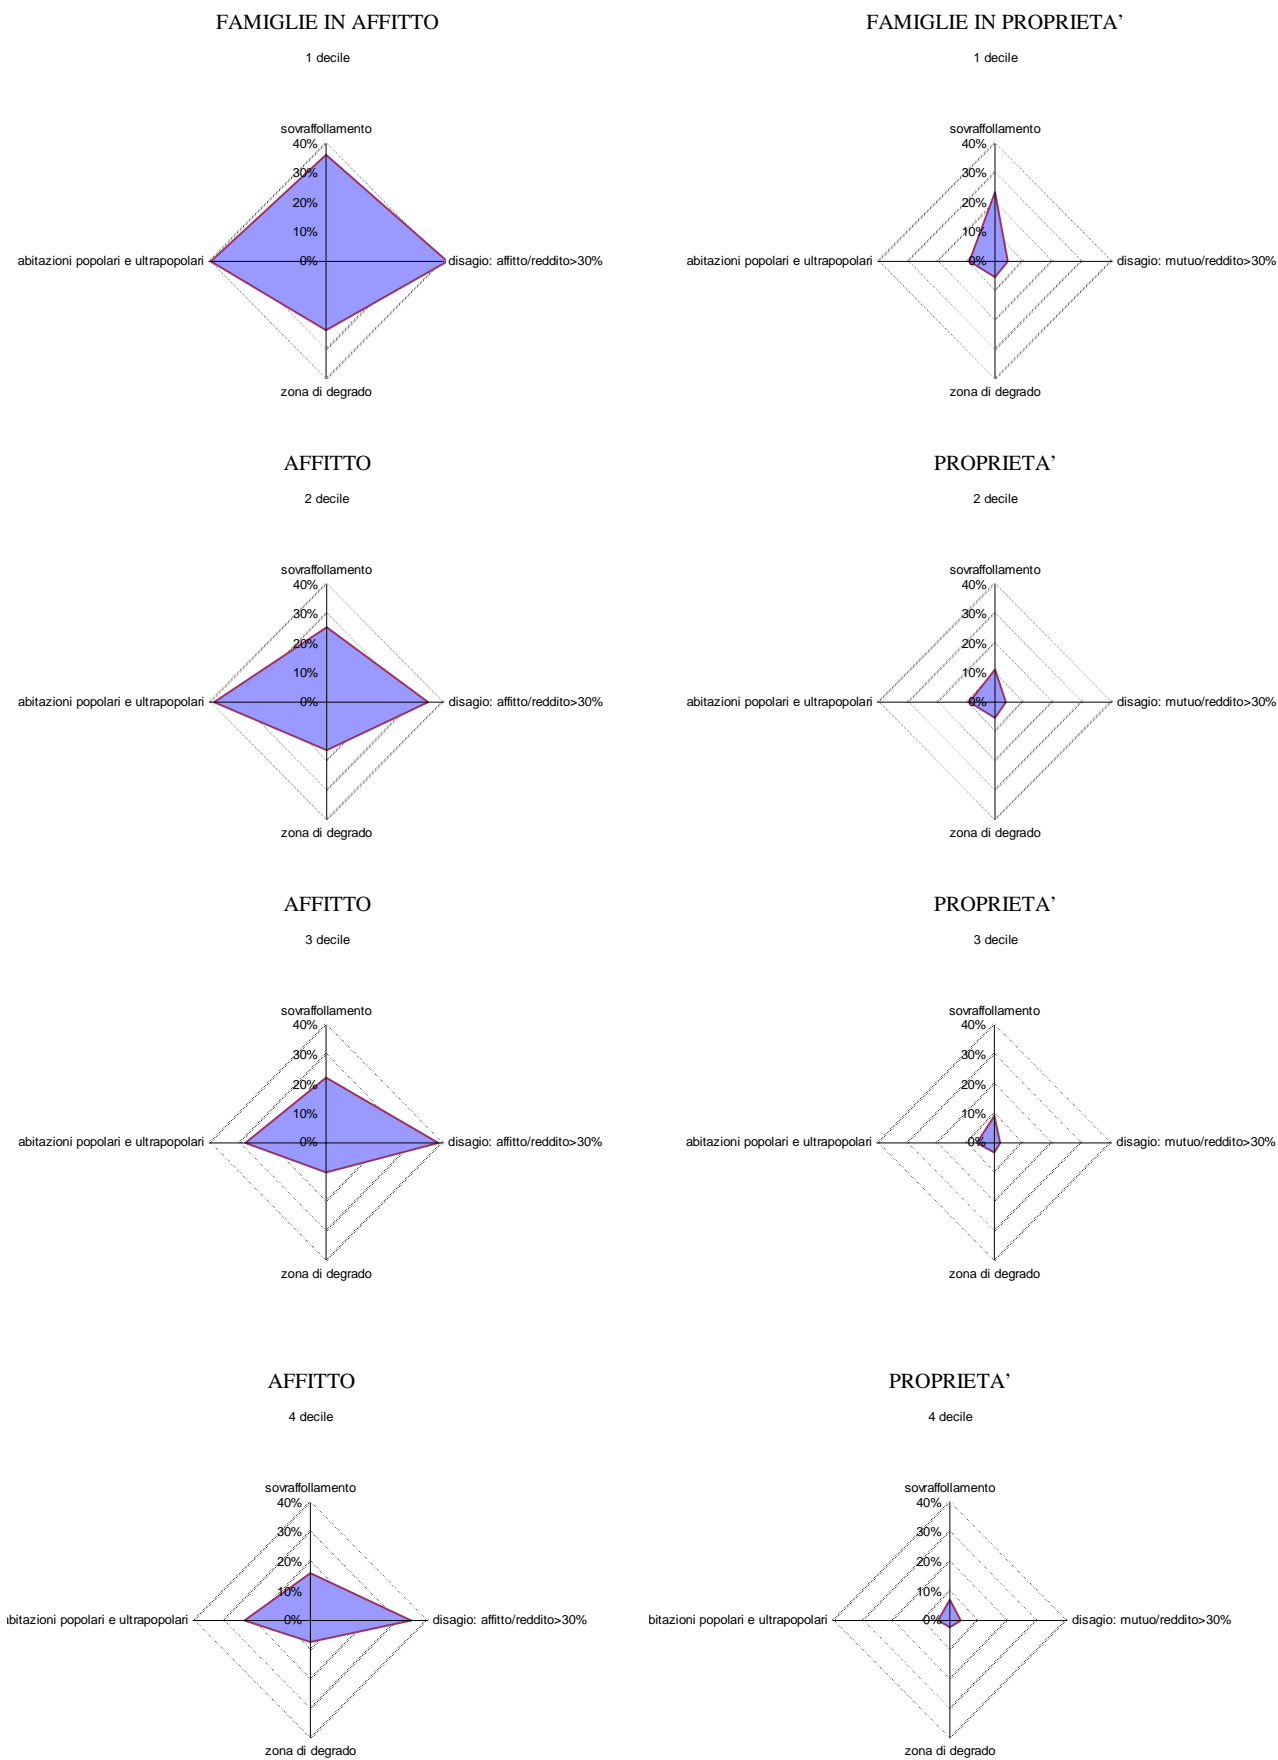 FAMIGLIE IN AFFITTO
1 decile
sovraffollamento
40%
30%
20%
10%
0%
abitazioni popolari e ultrapopolari
disagio: affitto/reddito>30%
zona di degrado
FAMIGLIE IN PROPRIETA’
1 decile
sovraffollamento
40%
30%
20%
10%
0%
abitazioni popolari e ultrapopolari
disagio: mutuo/reddito>30%
zona di degrado
AFFITTO
2 decile
sovraffollamento
40%
30%
20%
10%
0%
abitazioni popolari e ultrapopolari
disagio: affitto/reddito>30%
zona di degrado
PROPRIETA’
2 decile
sovraffollamento
40%
30%
20%
10%
0%
abitazioni popolari e ultrapopolari
disagio: mutuo/reddito>30%
zona di degrado
AFFITTO
3 decile
sovraffollamento
40%
30%
20%
10%
0%
abitazioni popolari e ultrapopolari
disagio: affitto/reddito>30%
zona di degrado
PROPRIETA’
3 decile
sovraffollamento
40%
30%
20%
10%
0%
abitazioni popolari e ultrapopolari
disagio: mutuo/reddito>30%
zona di degrado
AFFITTO
4 decile
sovraffollamento
40%
30%
20%
10%
0%
bitazioni popolari e ultrapopolari
disagio: affitto/reddito>30%
zona di degrado
PROPRIETA’
4 decile
sovraffollamento
40%
30%
20%
10%
0%
bitazioni popolari e ultrapopolari
disagio: mutuo/reddito>30%
zona di degrado